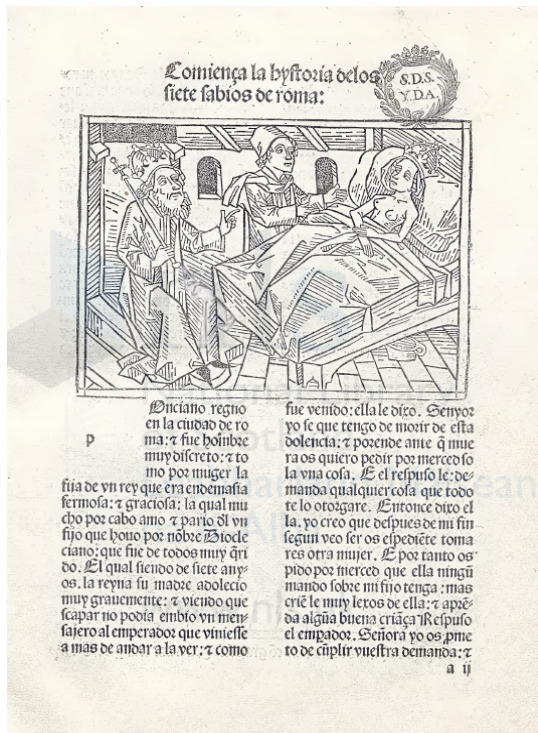 Comiença la hystoria delos
siete sabios de roma:
S.D.S.
Y.D.A.
Onciano regno
en la ciudad de ro
p
ma: ⁊ fue hom̃bre
muy discreto: ⁊ to
mo por muger la
fija de vn rey que era endemasia
fermosa: ⁊ graciosa: la qual mu
cho por cabo amo ⁊ pario dl vn
fijo que houo por nõbre Diocle
ciano: que fue de todos muy q̃ri
do. El qual siendo de siete any-
os. la reyna su madre adolecio
muy grauemente: ⁊ viendo que
scapar no podia embio vn men-
sajero al emperador que viniesse
a mas de andar a la ver: ⁊ como
fue venido: ella le dixo. Senyor
yo se que tengo de morir de esta
dolencia: ⁊ porende ante q̃ mue
ra os quiero pedir por merced so
la vna cosa. E el respuso le: de-
manda qualquier cosa que todo
te lo otorgare. Entonce dixo el
la. yo creo que despues de mi fin
segun veo ser os espediẽte toma
res otra mujer. E por tanto os
pido por merced que ella ningũ
mando sobre mi fijo tenga: mas
criẽ le muy lexos de ella: ⁊ aprẽ-
da algũa buena criãça Respuso
el empador. Señora yo os pme
to de cũplir vuestra demanda: ⁊
a ij